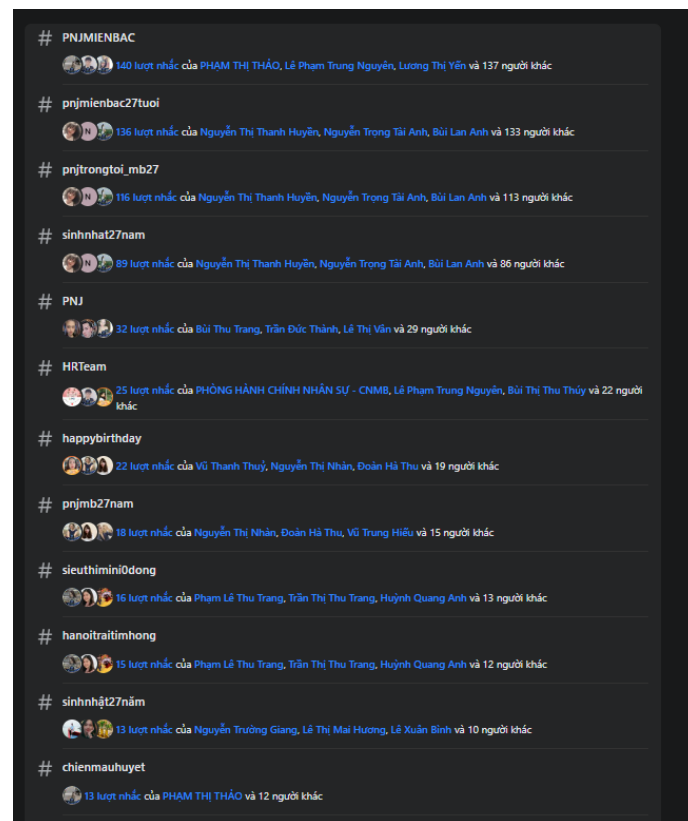 # PNJMIENBAC
140 lượt nhắc của PHẠM THỊ THẢO, Lê Phạm Trung Nguyên, Lương Thị Yến và 137 người khác
# pnjmienbac27tuoi
N 136 lượt nhắc của Nguyễn Thị Thanh Huyền, Nguyễn Trọng Tài Anh, Bùi Lan Anh và 133 người khác
# pnjtrongtoi_mb27
N 116 lượt nhắc của Nguyễn Thị Thanh Huyền, Nguyễn Trọng Tài Anh, Bùi Lan Anh và 113 người khác
# sinhnhat27nam
N 89 lượt nhắc của Nguyễn Thị Thanh Huyền, Nguyễn Trọng Tài Anh, Bùi Lan Anh và 86 người khác
# PNJ
32 lượt nhắc của Bùi Thu Trang, Trần Đức Thành, Lê Thị Vân và 29 người khác
# HRTeam
25 lượt nhắc của PHÒNG HÀNH CHÍNH NHÂN SỰ - CNMB, Lê Phạm Trung Nguyên, Bùi Thị Thu Thúy và 22 người
khác
# happybirthday
22 lượt nhắc của Vũ Thanh Thuỷ, Nguyễn Thị Nhàn, Đoàn Hà Thu và 19 người khác
# pnjmb27nam
18 lượt nhắc của Nguyễn Thị Nhàn, Đoàn Hà Thu, Vũ Trung Hiếu và 15 người khác
# sieuthimini0dong
16 lượt nhắc của Phạm Lê Thu Trang, Trần Thị Thu Trang, Huỳnh Quang Anh và 13 người khác
# hanoitraitimhong
15 lượt nhắc của Phạm Lê Thu Trang, Trần Thị Thu Trang, Huỳnh Quang Anh và 12 người khác
# sinhnhật27năm
13 lượt nhắc của Nguyễn Trường Giang, Lê Thị Mai Hương, Lê Xuân Bình và 10 người khác
# chienmauhuyet
13 lượt nhắc của PHẠM THỊ THẢO và 12 người khác